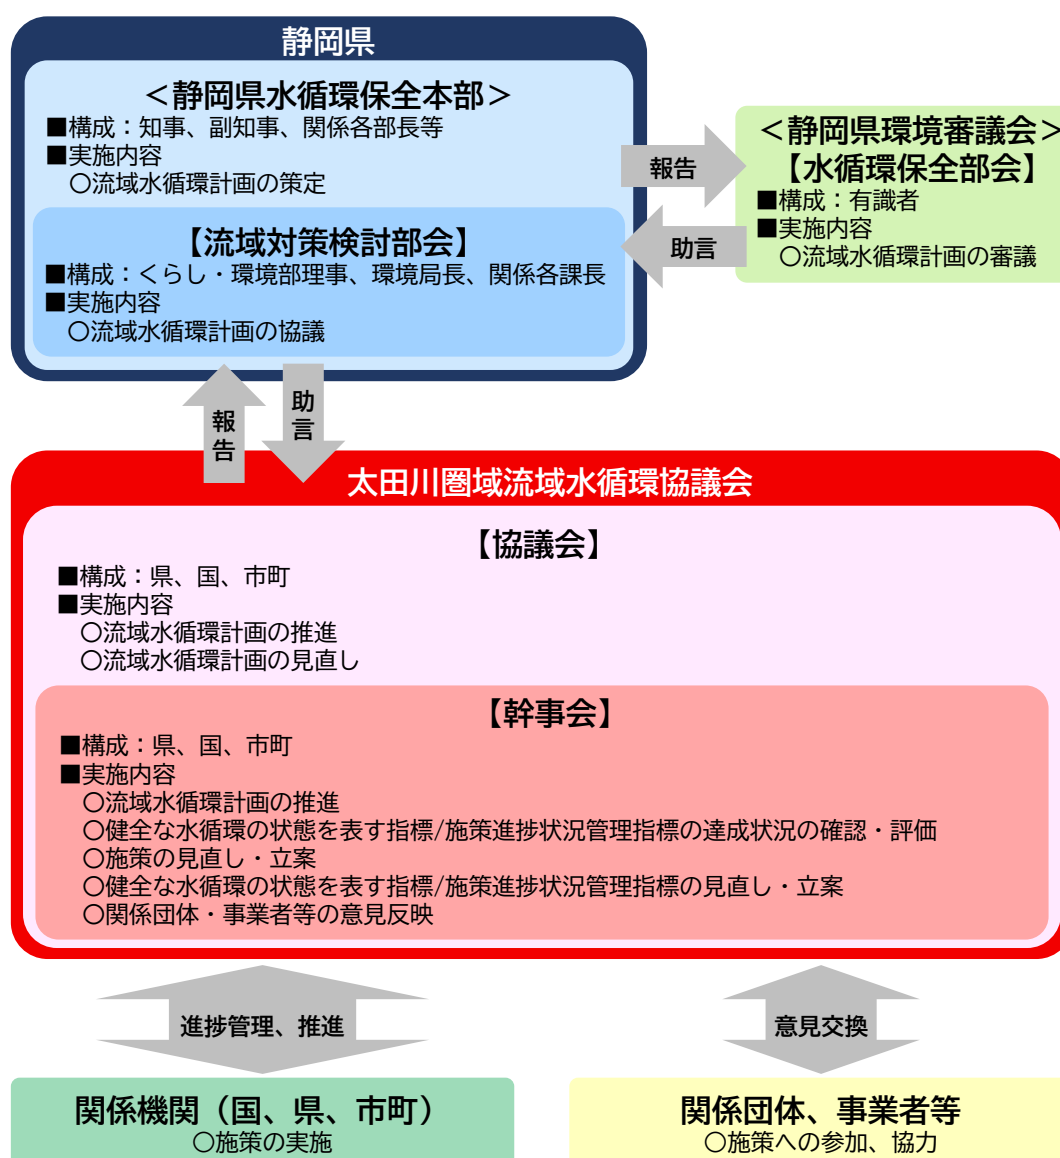 静岡県
＜静岡県水循環保全本部＞
■構成：知事、副知事、関係各部長等
■実施内容
〇流域水循環計画の策定
【流域対策検討部会】
■構成：くらし・環境部理事、環境局長、関係各課長
■実施内容
〇流域水循環計画の協議
報告
助言
＜静岡県環境審議会＞
【水循環保全部会】
■構成：有識者
■実施内容
〇流域水循環計画の審議
報告
助言
太田川圏域流域水循環協議会
【協議会】
■構成：県、国、市町
■実施内容
〇流域水循環計画の推進
〇流域水循環計画の見直し
【幹事会】
■構成：県、国、市町
■実施内容
〇流域水循環計画の推進
〇健全な水循環の状態を表す指標/施策進捗状況管理指標の達成状況の確認・評価
〇施策の見直し・立案
〇健全な水循環の状態を表す指標/施策進捗状況管理指標の見直し・立案
〇関係団体・事業者等の意見反映
進捗管理、推進
意見交換
関係機関（国、県、市町）
〇施策の実施
関係団体、事業者等
〇施策への参加、協力